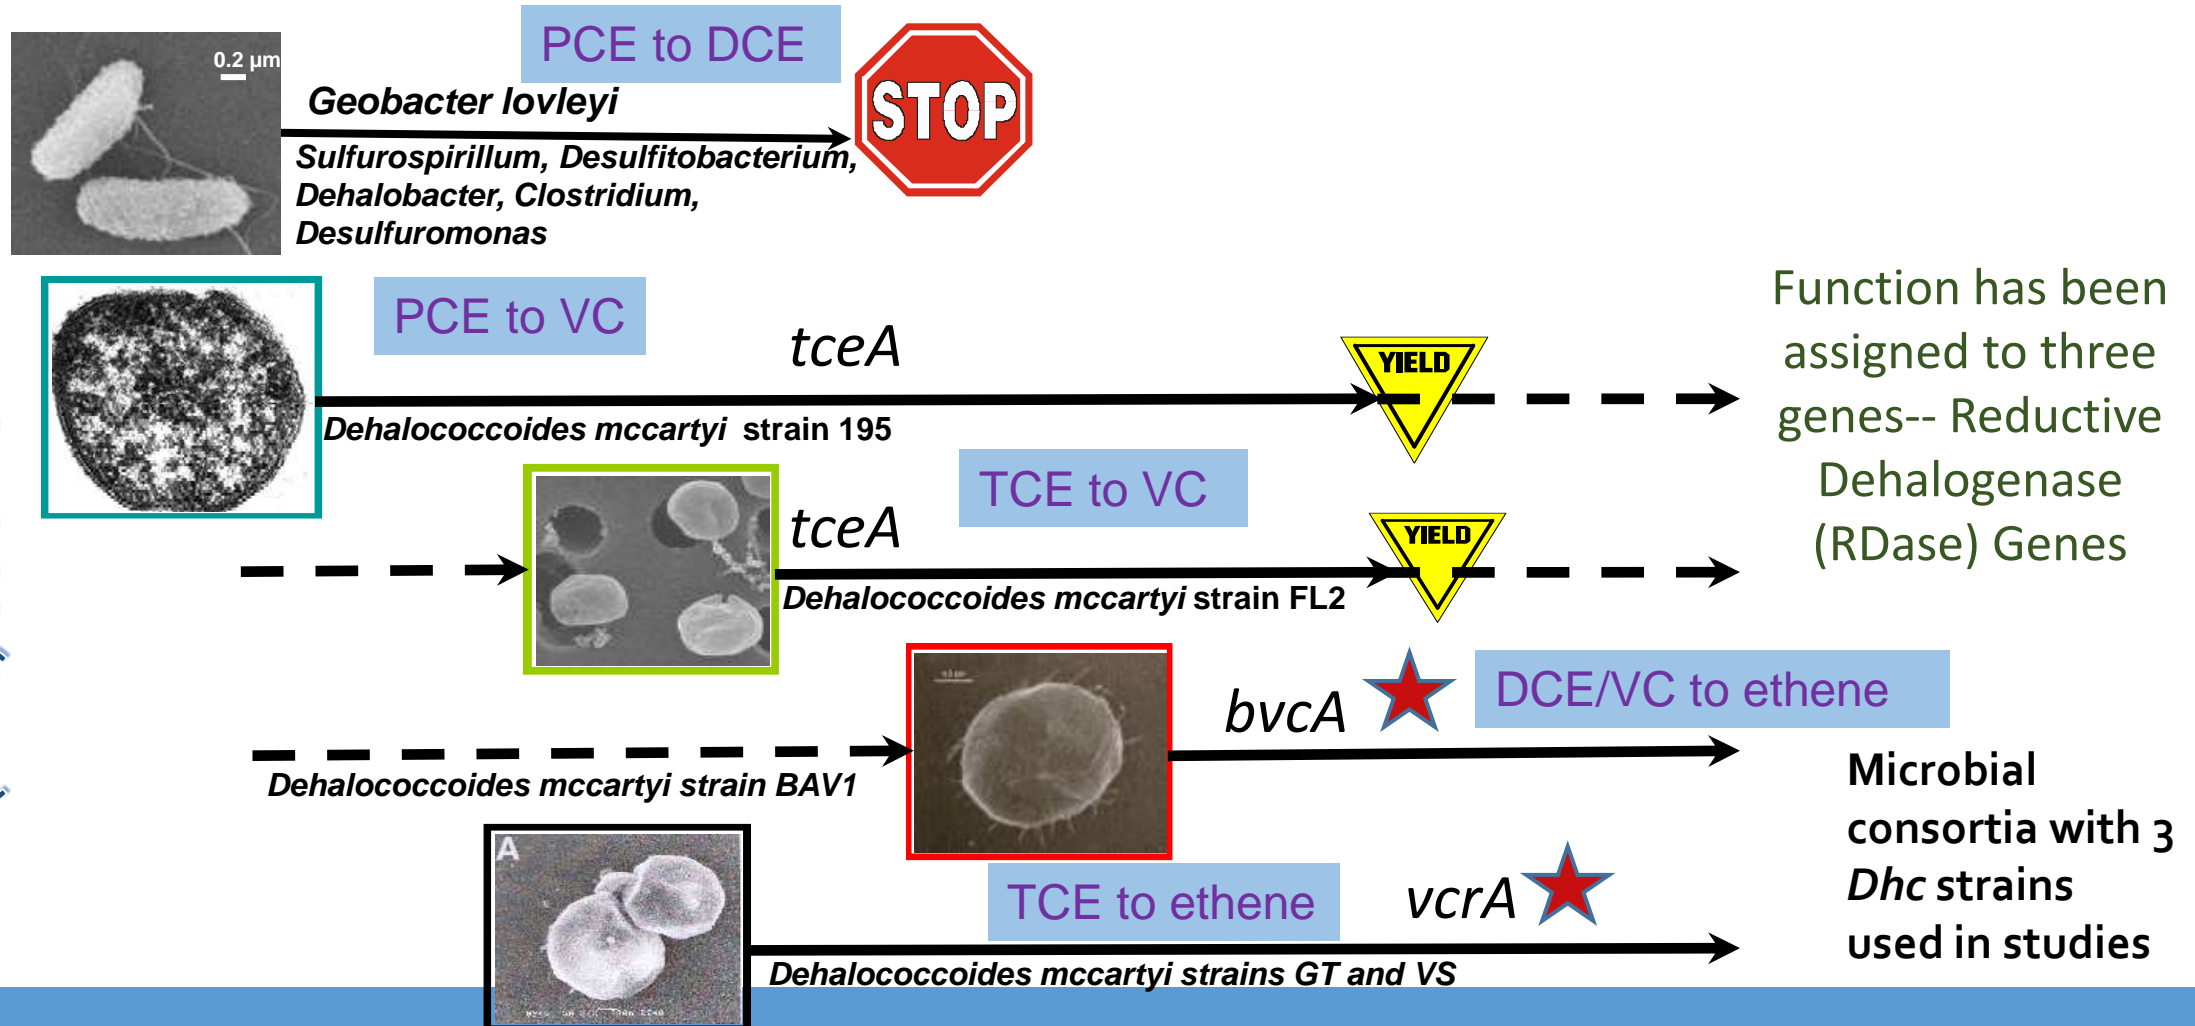 PCE to DCE
0.2 µm
Geobacter lovleyi
STOP
Sulfurospirillum, Desulfitobacterium,
Dehalobacter, Clostridium,
Desulfuromonas
PCE to VC
tceA
YIELD
Dehalococcoides mccartyi strain 195
Function has been
assigned to three
genes-- Reductive
Dehalogenase
(RDase) Genes
TCE to VC
tceA
YIELD
Dehalococcoides mccartyi strain FL2
bvcA
DCE/VC to ethene
Dehalococcoides mccartyi strain BAV1
Microbial
consortia with 3
Dhc strains
used in studies
A
TCE to ethene
vcrA
Dehalococcoides mccartyi strains GT and VS